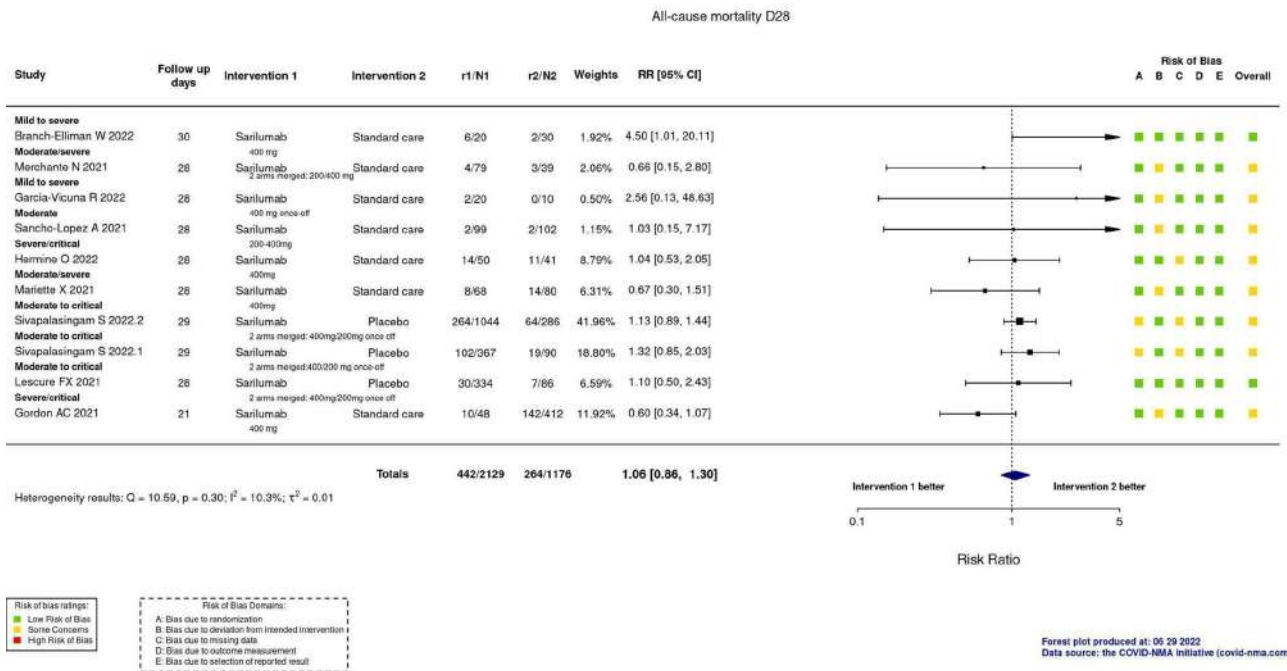 All-cause mortality D28
Risk of Bias
Study Follow up days Intervention 1 Intervention 2 r1/N1 r2/N2 Weights RR [95% CI] A B C D E Overall
Mild to severe
Branch-Elliman W 2022 30 Sarilumab Standard care 6/20 2/30 1.92% 4.50 [1.01, 20.11]
Moderate/severe 400 mg
Merchante N 2021 28 Sarilumab Standard care 4/79 3/39 2.06% 0.66 [0.15, 2.80]
Mild to severe 2 arms merged: 200/400 mg
Garcia-Vicuna R 2022 28 Sarilumab Standard care 2/20 0/10 0.50% 2.56 [0.13, 48.63]
Moderate 400 mg once-off
Sancho-Lopez A 2021 28 Sarilumab Standard care 2/99 2/102 1.15% 1.03 [0.15, 7.17]
Severe/critical 200-400mg
Hermine O 2022 28 Sarilumab Standard care 14/50 11/41 8.79% 1.04 [0.53, 2.05]
Moderate/severe 400mg
Mariette X 2021 28 Sarilumab Standard care 8/68 14/80 6.31% 0.67 [0.30, 1.51]
Moderate to critical 400mg
Sivapalasingam S 2022.2 29 Sarilumab Placebo 264/1044 64/286 41.96% 1.13 [0.89, 1.44]
Moderate to critical 2 arms merged: 400mg/200mg once off
Sivapalasingam S 2022.1 29 Sarilumab Placebo 102/367 19/90 18.80% 1.32 [0.85, 2.03]
Moderate to critical 2 arms merged:400/200 mg once-off
Lescure FX 2021 28 Sarilumab Placebo 30/334 7/86 6.59% 1.10 [0.50, 2.43]
Severe/critical 2 arms merged: 400mg/200mg once off
Gordon AC 2021 21 Sarilumab Standard care 10/48 142/412 11.92% 0.60 [0.34, 1.07]
400 mg
Totals 442/2129 264/1176 1.06 [0.86, 1.30]
Intervention 1 better Intervention 2 better
Heterogeneity results: Q = 10.59, p = 0.30; I² = 10.3%; τ² = 0.01
0.1 1 5
Risk Ratio
Risk of bias ratings:
Low Risk of Bias
Some Concerns
High Risk of Bias
Risk of Bias Domains:
A: Bias due to randomization
B: Bias due to deviation from intended intervention
C: Bias due to missing data
D: Bias due to outcome measurement
E: Bias due to selection of reported result
Forest plot produced at: 06 29 2022
Data source: the COVID-NMA initiative (covid-nma.com